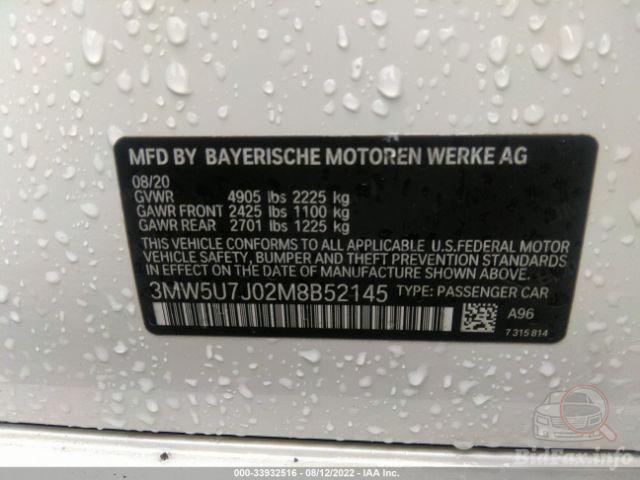 MFD BY BAYERISCHE MOTOREN WERKE AG
08/20
GVWR 4905 lbs 2225 kg
GAWR FRONT 2425 lbs 1100 kg
GAWR REAR 2701 lbs 1225 kg
THIS VEHICLE CONFORMS TO ALL APPLICABLE U.S.FEDERAL MOTOR
VEHICLE SAFETY, BUMPER AND THEFT PREVENTION STANDARDS
IN EFFECT ON THE DATE OF MANUFACTURE SHOWN ABOVE.
3MW5U7J02M8B52145 TYPE: PASSENGER CAR
A96
7 315 814
BidFax.info
000-33932516 - 08/12/2022 - IAA Inc.